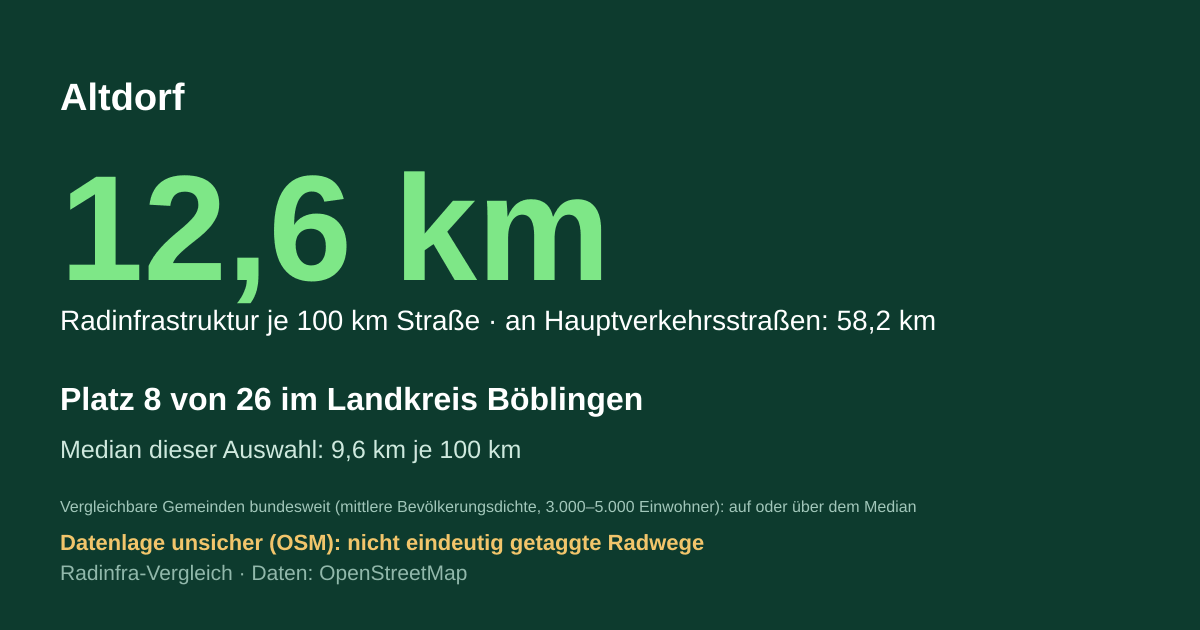 Altdorf
12,6 km
Radinfrastruktur je 100 km Straße · an Hauptverkehrsstraßen: 58,2 km
Platz 8 von 26 im Landkreis Böblingen
Median dieser Auswahl: 9,6 km je 100 km
Vergleichbare Gemeinden bundesweit (mittlere Bevölkerungsdichte, 3.000–5.000 Einwohner): auf oder über dem Median
Datenlage unsicher (OSM): nicht eindeutig getaggte Radwege
Radinfra-Vergleich · Daten: OpenStreetMap